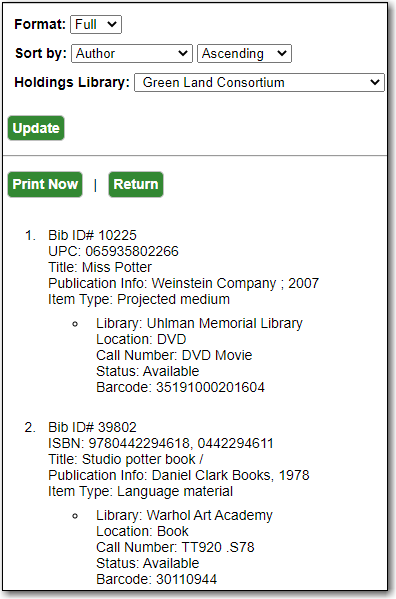 Format: Full
Sort by: Author Ascending
Holdings Library: Green Land Consortium
Update
Print Now | Return
1. Bib ID# 10225
UPC: 065935802266
Title: Miss Potter
Publication Info: Weinstein Company ; 2007
Item Type: Projected medium
Library: Uhlman Memorial Library
Location: DVD
Call Number: DVD Movie
Status: Available
Barcode: 35191000201604
2. Bib ID# 39802
ISBN: 9780442294618, 0442294611
Title: Studio potter book /
Publication Info: Daniel Clark Books, 1978
Item Type: Language material
Library: Warhol Art Academy
Location: Book
Call Number: TT920 .S78
Status: Available
Barcode: 30110944